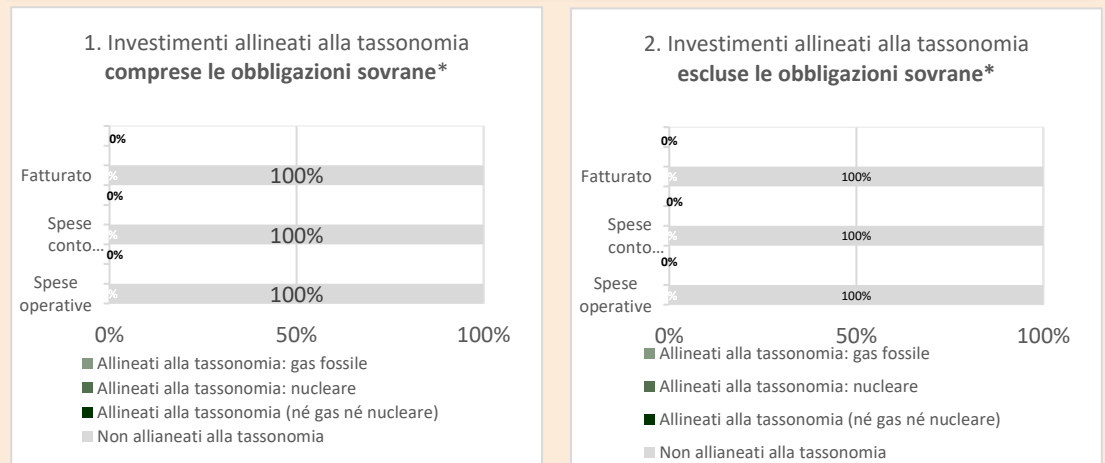 1. Investimenti allineati alla tassonomia
comprese le obbligazioni sovrane*
0%
Fatturato
%
100%
0%
Spese
conto...
%
100%
0%
Spese
operative
%
100%
0%
50%
100%
Allineati alla tassonomia: gas fossile
Allineati alla tassonomia: nucleare
Allineati alla tassonomia (né gas né nucleare)
Non allianeati alla tassonomia
2. Investimenti allineati alla tassonomia
escluse le obbligazioni sovrane*
0%
Fatturato
%
100%
0%
Spese
conto...
%
100%
0%
Spese
operative
%
100%
0%
50%
100%
Allineati alla tassonomia: gas fossile
Allineati alla tassonomia: nucleare
Allineati alla tassonomia (né gas né nucleare)
Non allianeati alla tassonomia